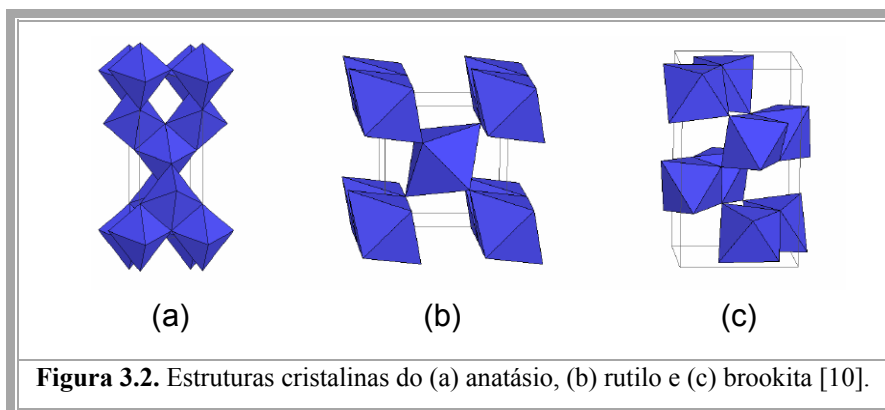 (a) (b) (c)
Figura 3.2. Estruturas cristalinas do (a) anatásio, (b) rutilo e (c) brookita [10].